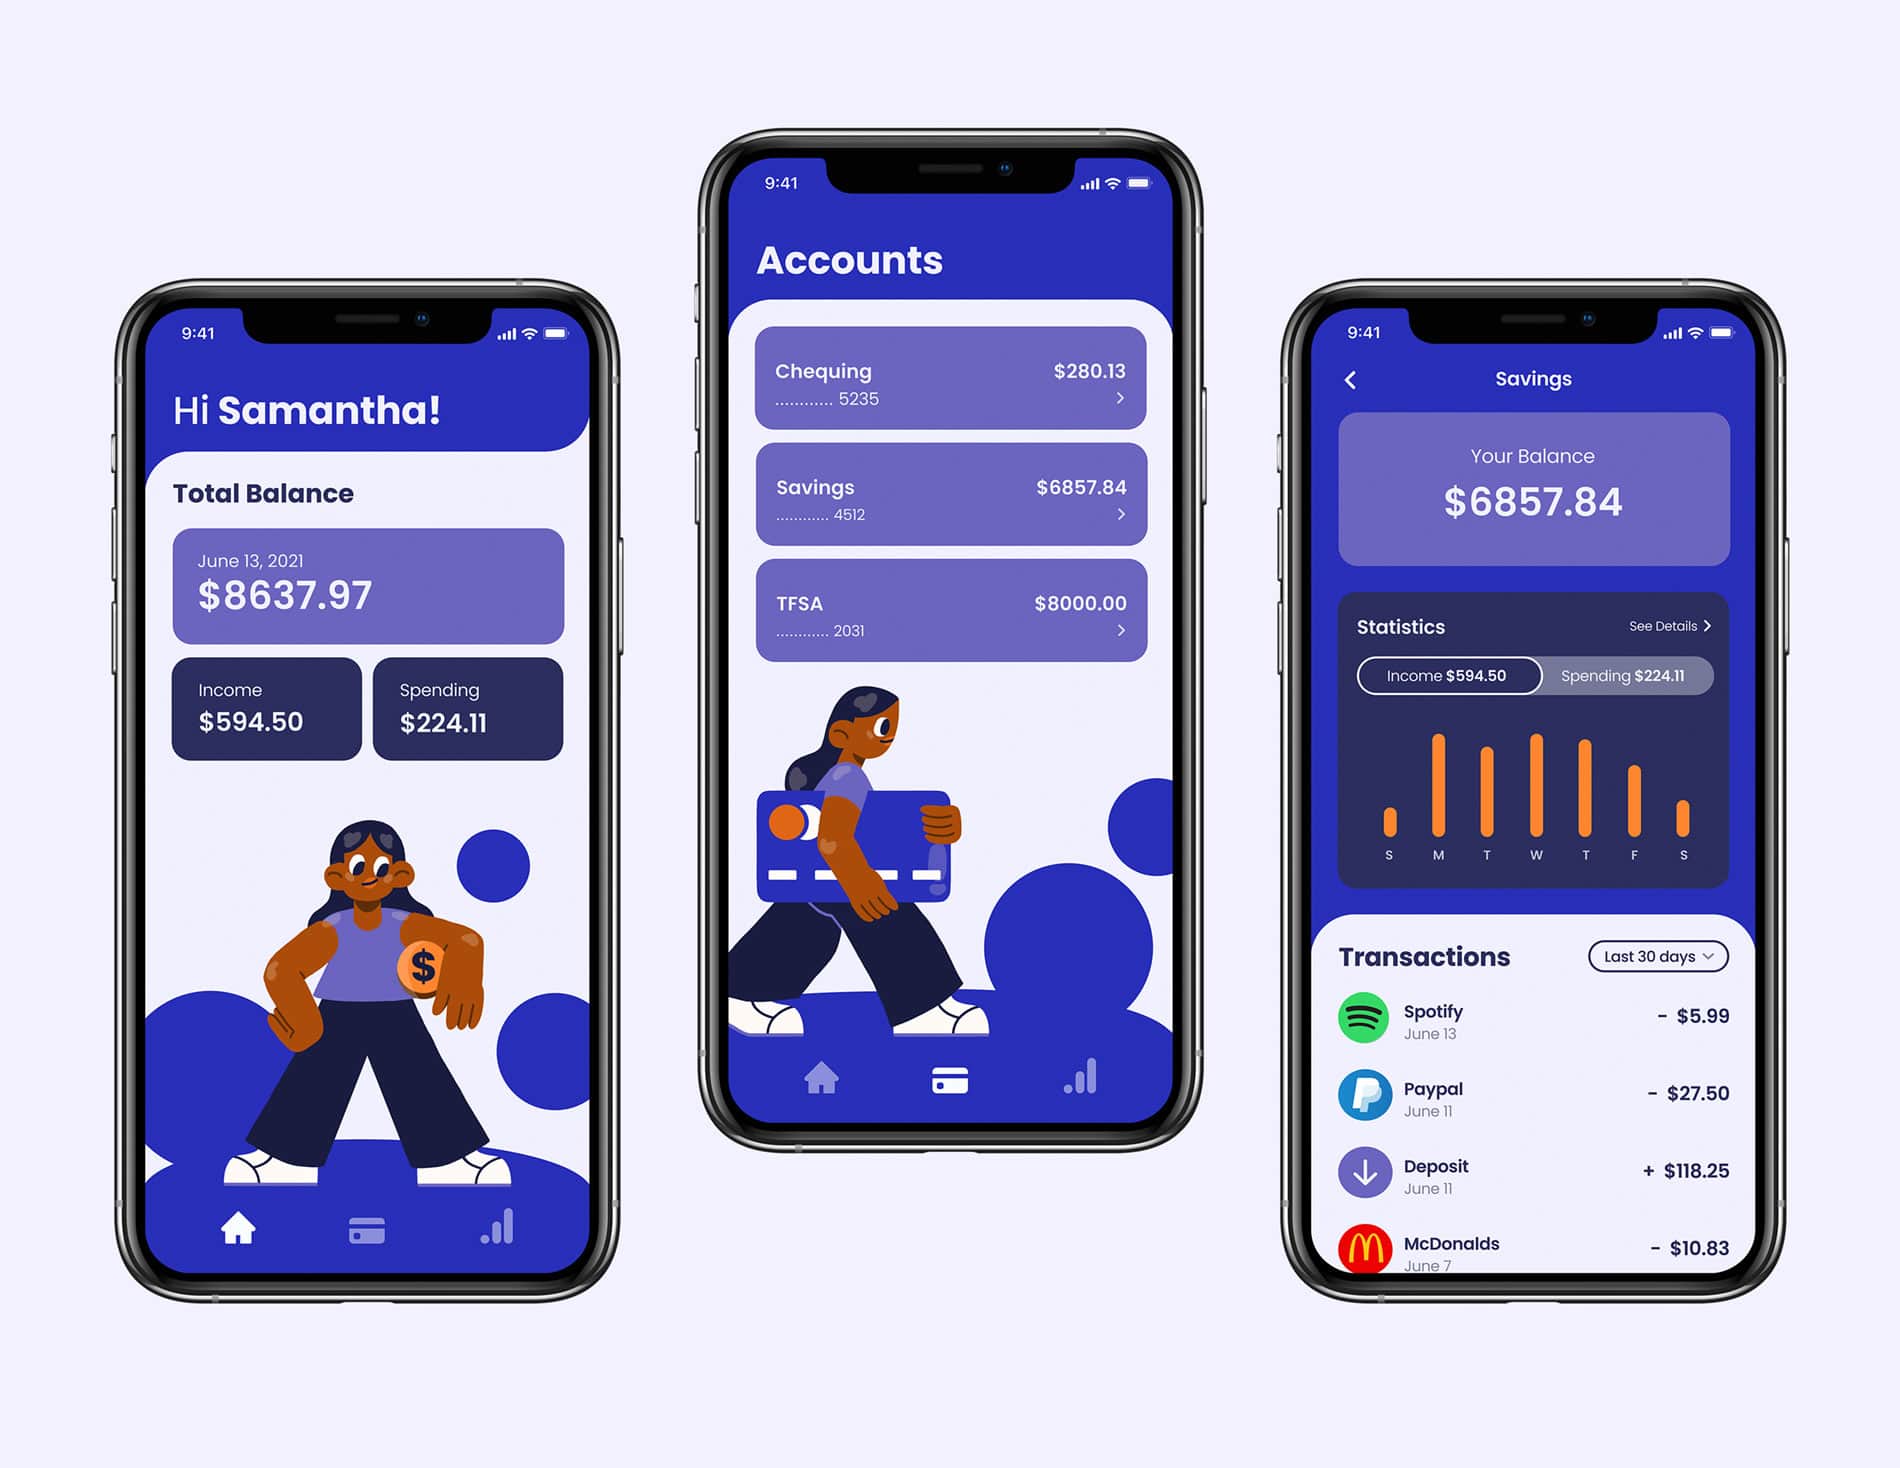 9:41
Hi Samantha!
Total Balance
June 13, 2021
$8637.97
Income
$594.50
Spending
$224.11
$
9:41
Accounts
Chequing $280.13
............ 5235
Savings $6857.84
............ 4512
TFSA $8000.00
............ 2031
9:41
Savings
Your Balance
$6857.84
Statistics See Details
Income $594.50 Spending $224.11
S M T W T F S
Transactions Last 30 days
Spotify - $5.99
June 13
Paypal - $27.50
June 11
Deposit + $118.25
June 11
McDonalds - $10.83
June 7